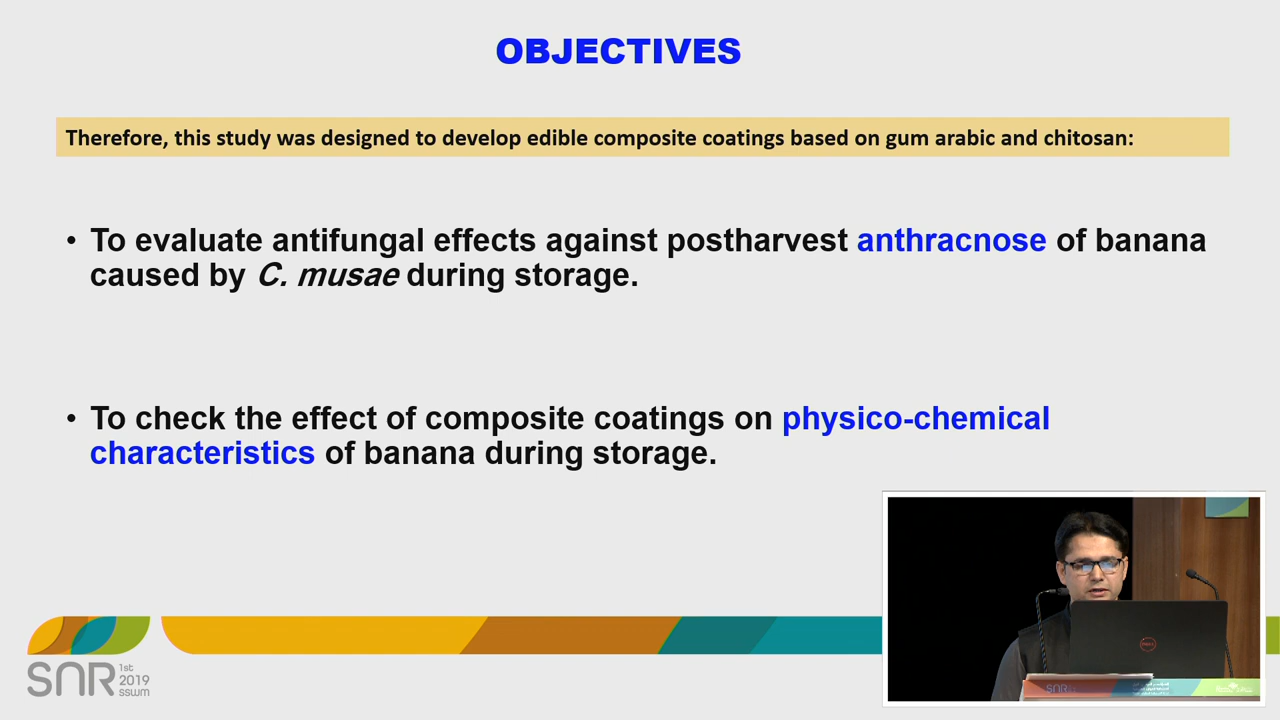 OBJECTIVES
Therefore, this study was designed to develop edible composite coatings based on gum arabic and chitosan:
• To evaluate antifungal effects against postharvest anthracnose of banana
caused by C. musae during storage.
• To check the effect of composite coatings on physico-chemical
characteristics of banana during storage.
SNR 1st
2019
sswm
DELL
SNR